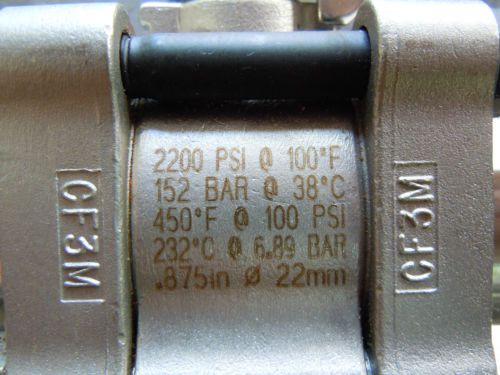 2200 PSI @ 100°F
152 BAR @ 38°C
450°F @ 100 PSI
232°C @ 6.89 BAR
.875in Ø 22mm
CF3M
CF3M